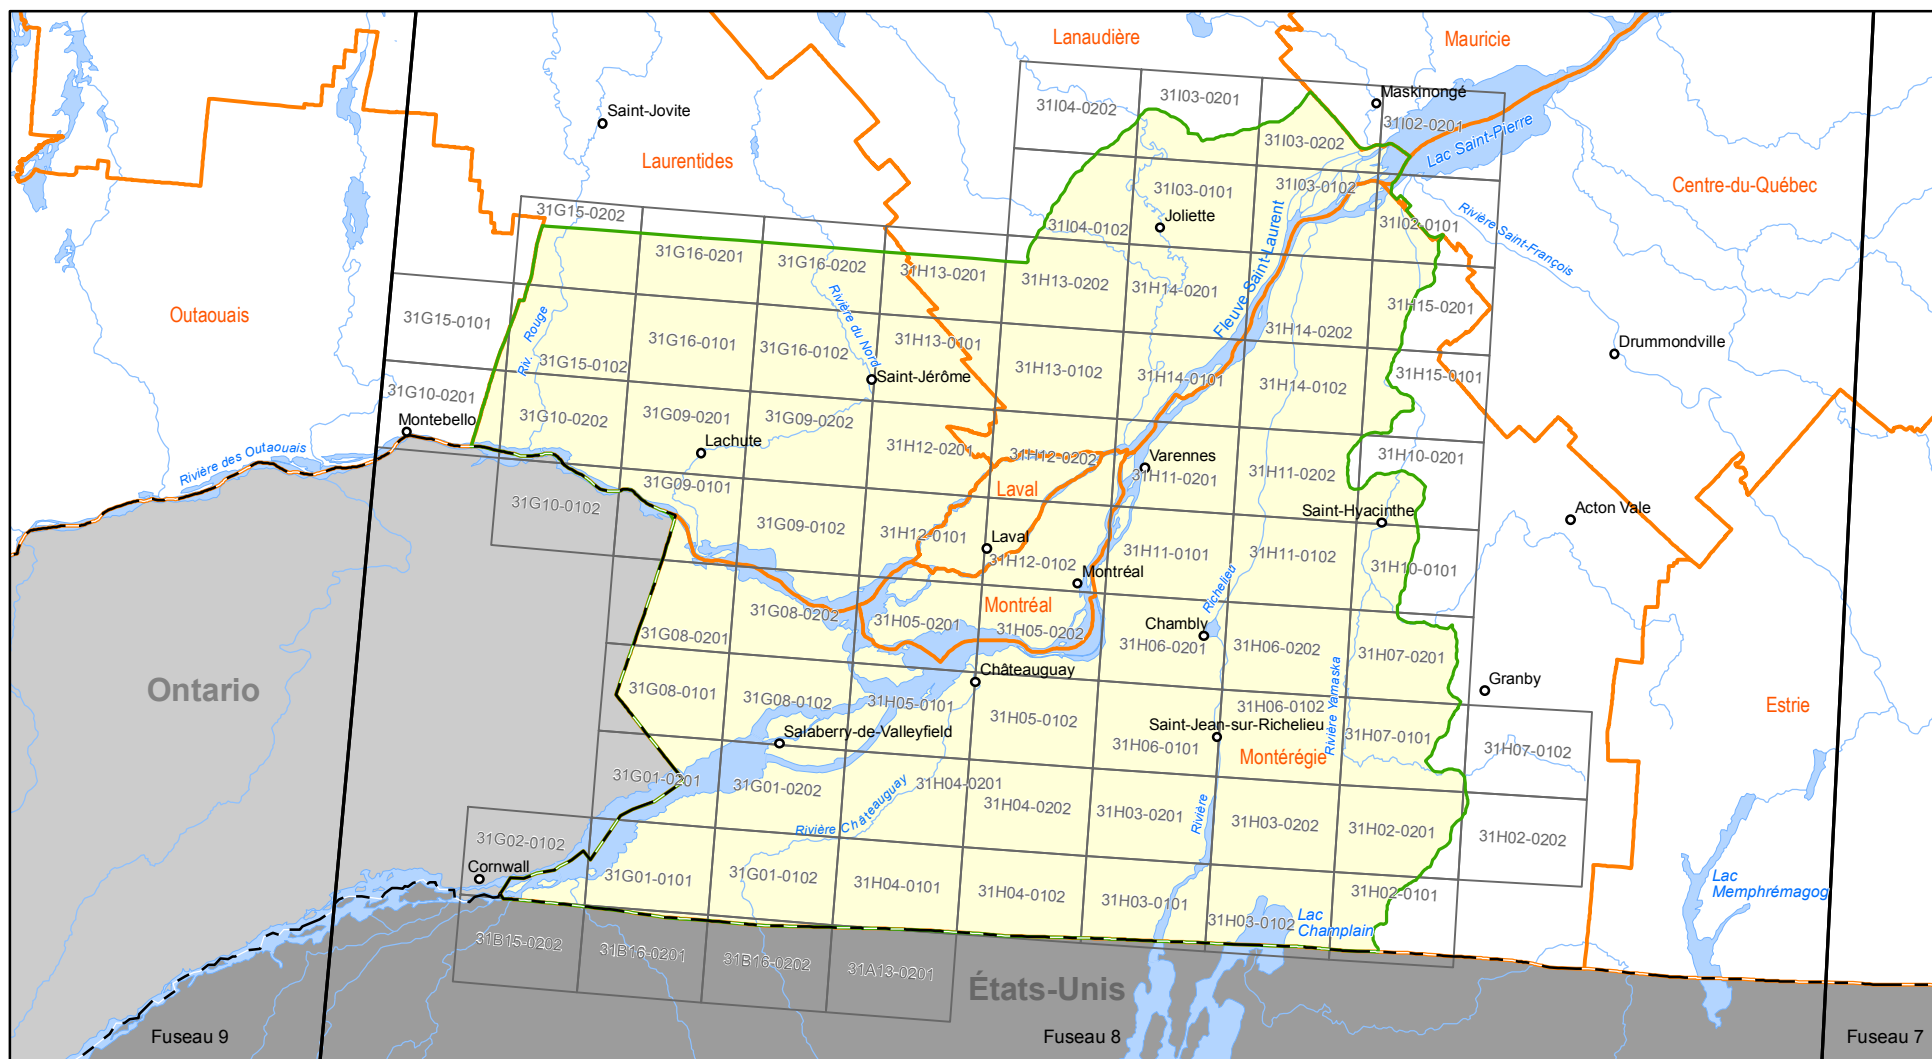 Lanaudière
Mauricie
31I04-0202
31I03-0201
Maskinongé
Saint-Jovite
31I02-0201
31I03-0202
Lac Saint-Pierre
Laurentides
Centre-du-Québec
31I03-0101
31I03-0102
Joliette
31G15-0202
31I04-0102
31I02-0101
Rivière Saint-François
Fleuve Saint-Laurent
31G16-0201
31G16-0202
31H13-0201
31H13-0202
31H14-0201
31H15-0201
Outaouais
31G15-0101
Riv. Rouge
Rivière du Nord
31H14-0202
31G16-0101
31G16-0102
31H13-0101
31G15-0102
Drummondville
31H13-0102
31H14-0101
31H14-0102
31H15-0101
Saint-Jérôme
31G10-0201
Montebello
31G10-0202
31G09-0201
31G09-0202
Lachute
31H12-0201
31H12-0202
Varennes
31H11-0201
31H11-0202
31H10-0201
Rivière des Outaouais
31G09-0101
Laval
31G10-0102
31G09-0102
31H12-0101
Laval
Saint-Hyacinthe
Acton Vale
31H12-0102
31H11-0101
31H11-0102
31H10-0101
Montréal
Richelieu
Montréal
31G08-0202
31H05-0201
31H05-0202
Chambly
31G08-0201
31H06-0201
31H06-0202
31H07-0201
Châteauguay
Ontario
31G08-0101
31G08-0102
31H05-0101
31H05-0102
31H06-0102
Granby
Estrie
Salaberry-de-Valleyfield
Saint-Jean-sur-Richelieu
Rivière Yamaska
31H06-0101
31H07-0101
31H07-0102
Montérégie
31G01-0201
31G01-0202
31H04-0201
31H04-0202
31H03-0201
31H03-0202
31H02-0201
31H02-0202
Rivière Châteauguay
Rivière
31G02-0102
Cornwall
31G01-0101
31G01-0102
31H04-0101
31H04-0102
31H03-0101
31H03-0102
31H02-0101
Lac
Memphrémagog
Lac
Champlain
31B15-0202
31B16-0201
31B16-0202
31A13-0201
États-Unis
Fuseau 9
Fuseau 8
Fuseau 7